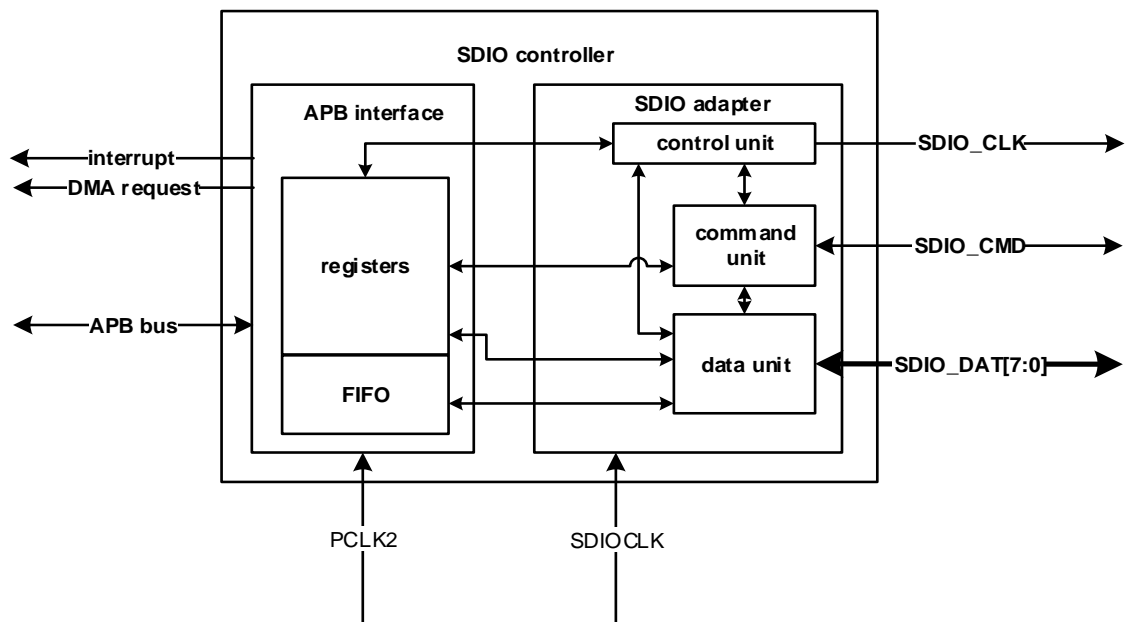 SDIO controller
APB interface
SDIO adapter
control unit
SDIO_CLK
interrupt
DMA request
registers
command
unit
SDIO_CMD
APB bus
data unit
SDIO_DAT[7:0]
FIFO
PCLK2
SDIOCLK